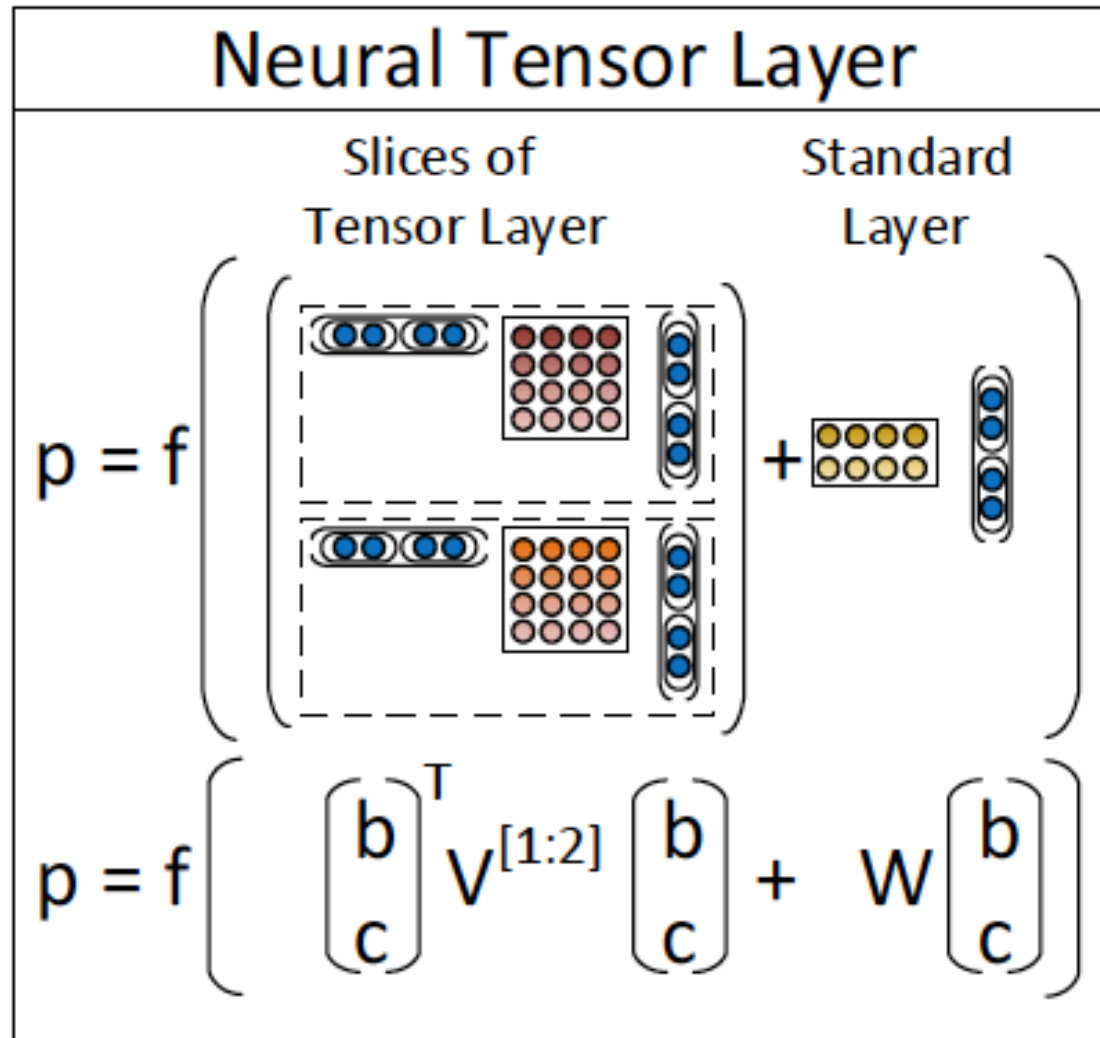 Neural Tensor Layer
Slices of Standard
Tensor Layer Layer
p = f +
T
b b b
p = f V[1:2] + W
c c c